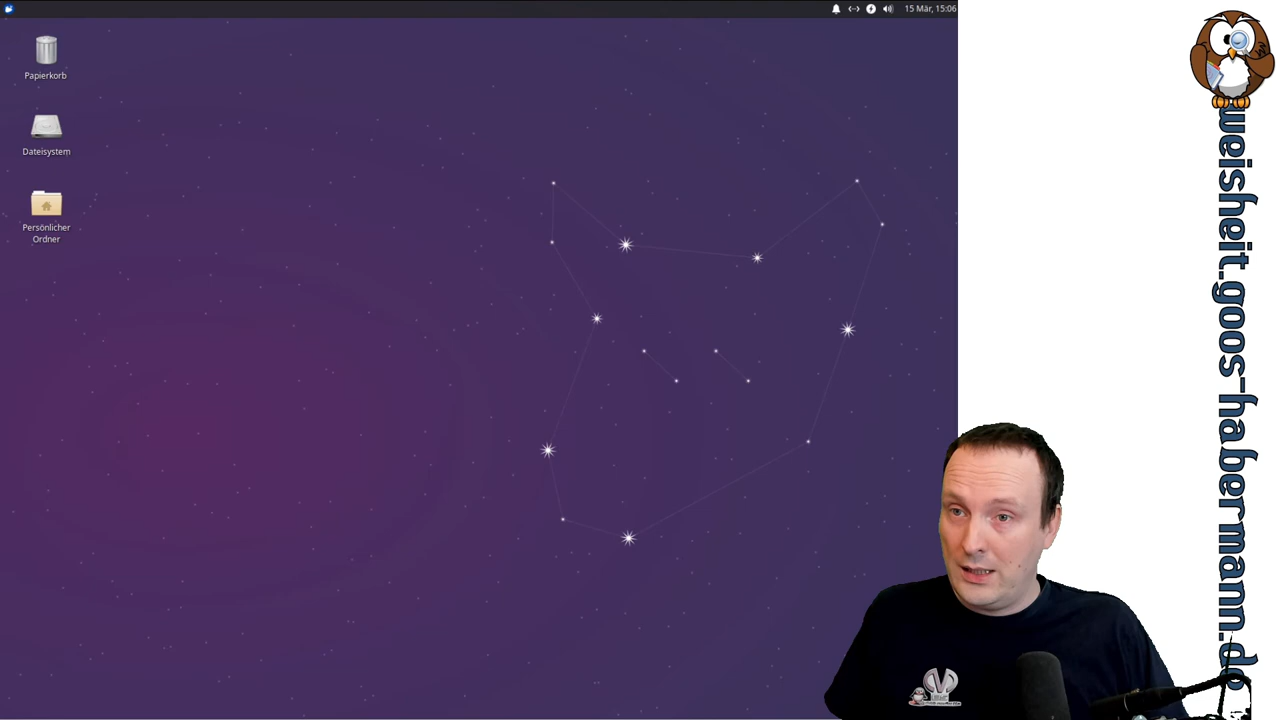 15 Mär, 15:06
Papierkorb
Dateisystem
Persönlicher
Ordner
weisheit.goos-habermann.de